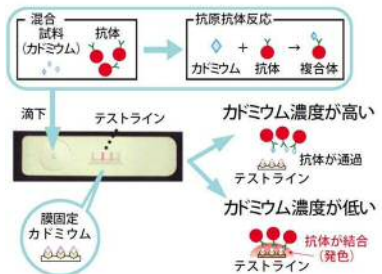 混合
試料
(カドミウム)
抗体
抗原抗体反応
+
→
カドミウム 抗体 複合体
滴下
テストライン
膜固定
カドミウム
カドミウム濃度が高い
抗体が通過
テストライン
カドミウム濃度が低い
抗体が結合
(発色)
テストライン